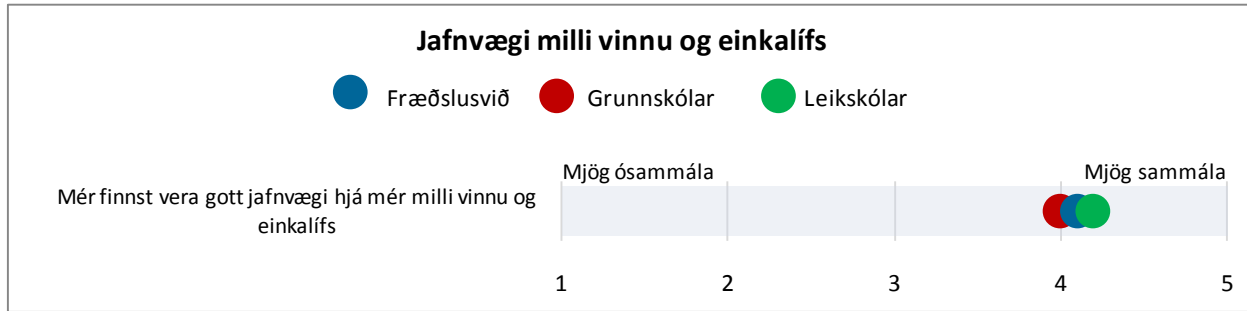 Jafnvægi milli vinnu og einkalífs
Fræðslusvið Grunnskólar Leikskólar
Mjög ósammála Mjög sammála
Mér finnst vera gott jafnvægi hjá mér milli vinnu og
einkalífs
1 2 3 4 5